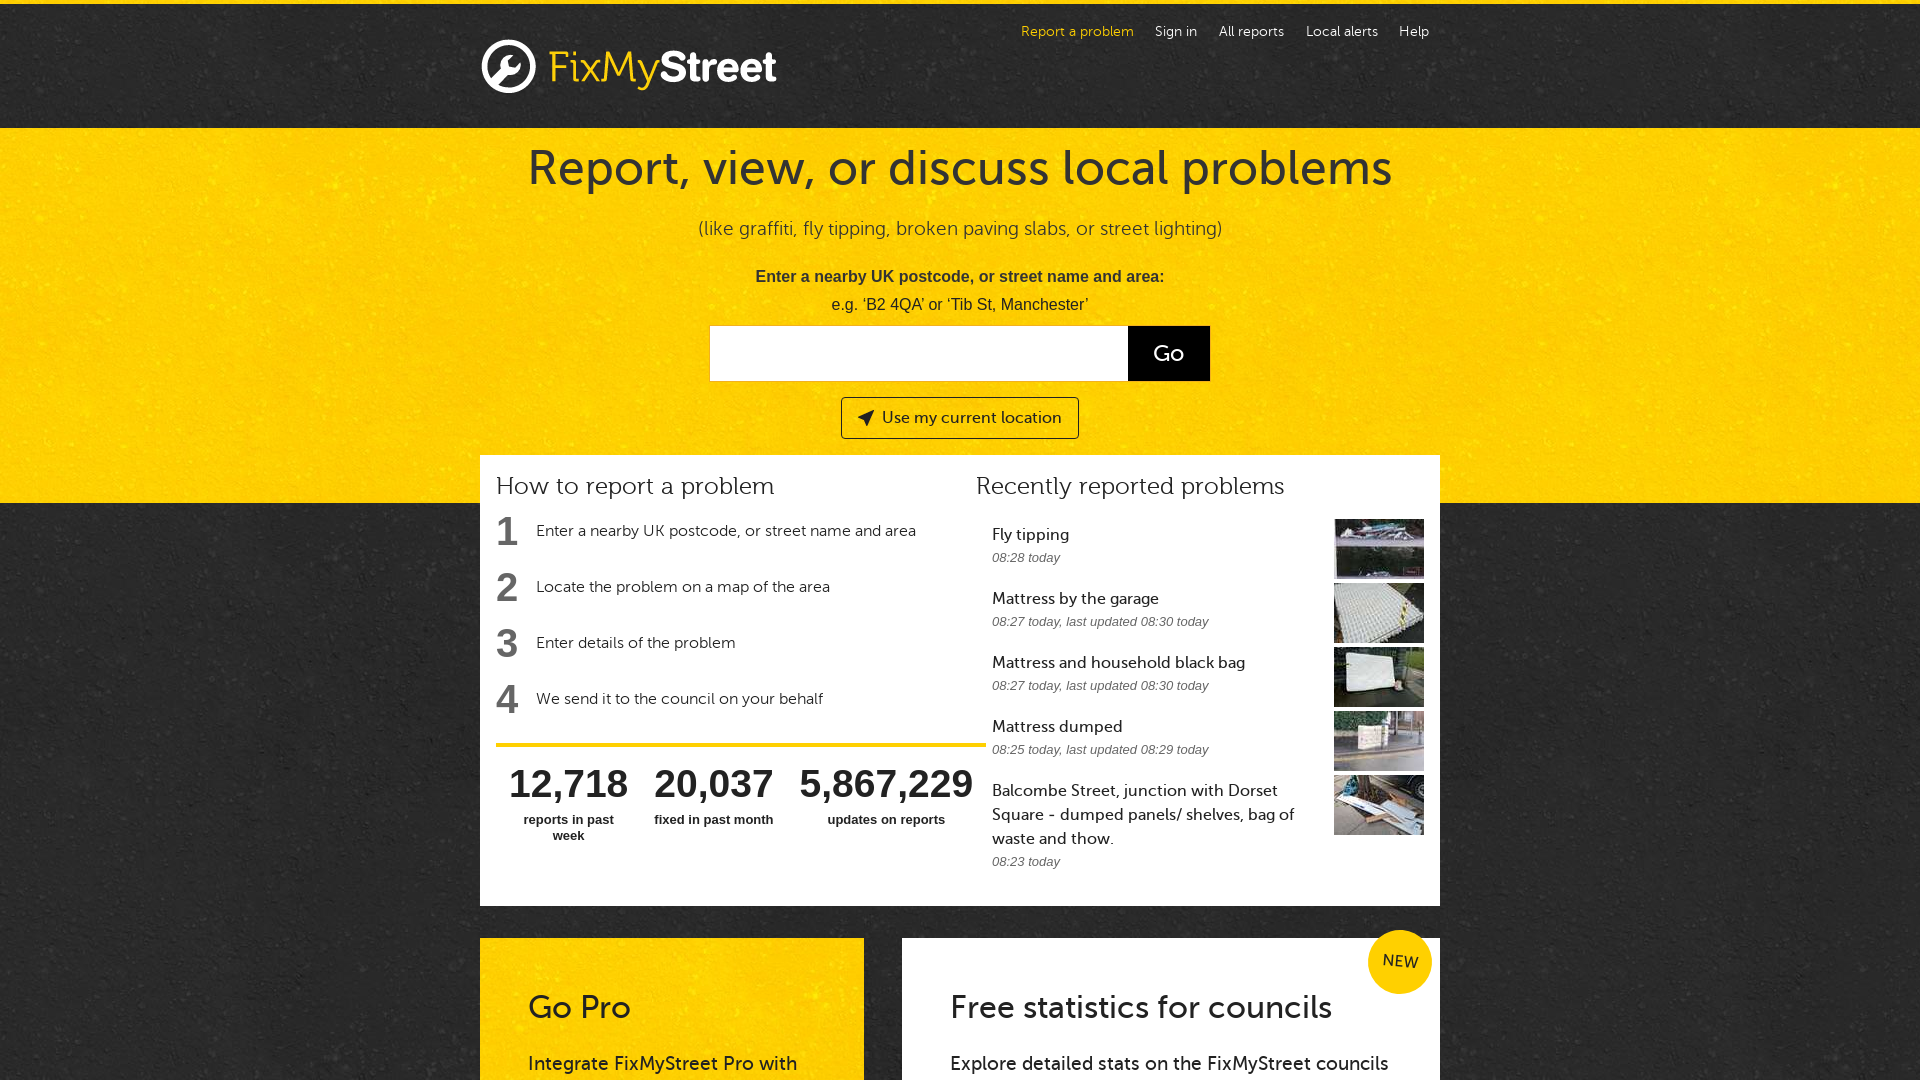 Report a problem
Sign in
All reports
Local alerts
Help
FixMyStreet
Report, view, or discuss local problems
(like graffiti, fly tipping, broken paving slabs, or street lighting)
Enter a nearby UK postcode, or street name and area:
e.g. ‘B2 4QA’ or ‘Tib St, Manchester’
Go
Use my current location
How to report a problem
1 Enter a nearby UK postcode, or street name and area
2 Locate the problem on a map of the area
3 Enter details of the problem
4 We send it to the council on your behalf
12,718
reports in past
week
20,037
fixed in past month
5,867,229
updates on reports
Recently reported problems
Fly tipping
08:28 today
Mattress by the garage
08:27 today, last updated 08:30 today
Mattress and household black bag
08:27 today, last updated 08:30 today
Mattress dumped
08:25 today, last updated 08:29 today
Balcombe Street, junction with Dorset
Square - dumped panels/ shelves, bag of
waste and thow.
08:23 today
Go Pro
Integrate FixMyStreet Pro with
NEW
Free statistics for councils
Explore detailed stats on the FixMyStreet councils